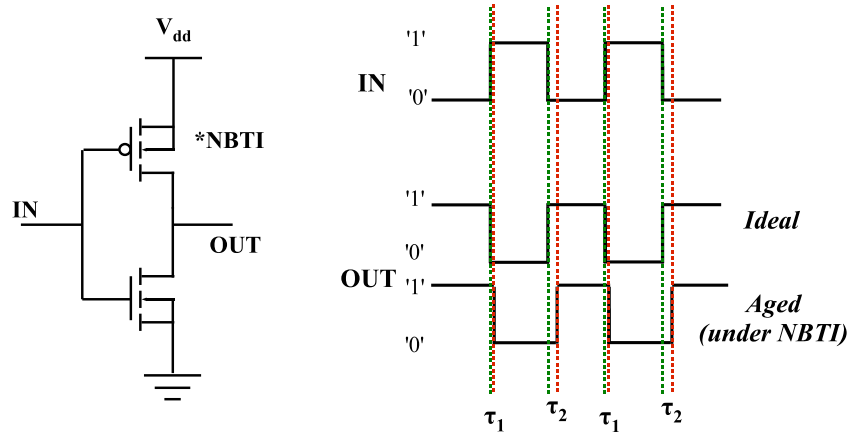 V_dd
*NBTI
IN
OUT
'1'
IN
'0'
'1'
Ideal
'0'
OUT
'1'
Aged
(under NBTI)
'0'
τ₁ τ₂ τ₁ τ₂